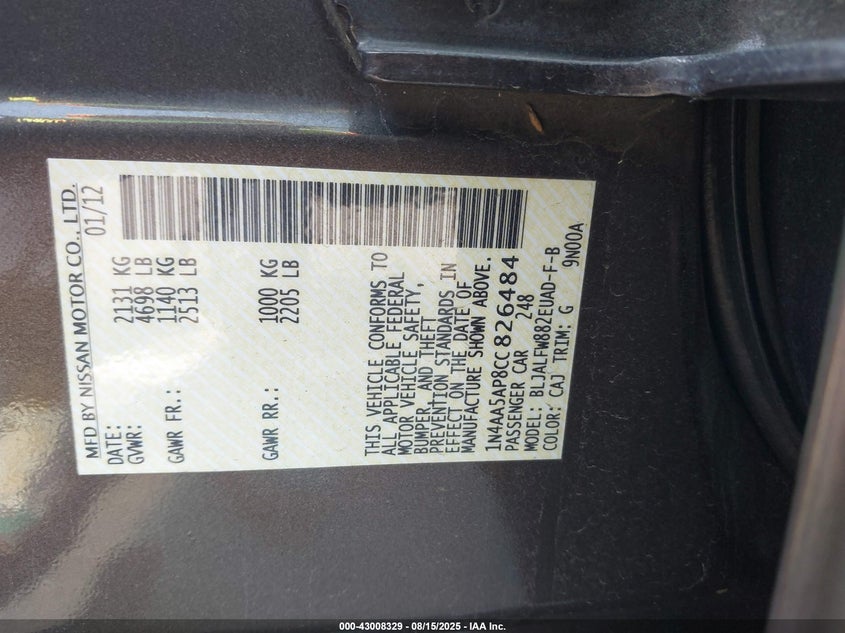 MFD BY NISSAN MOTOR CO., LTD.
DATE: 01/12
GVWR: 2131 KG
4698 LB
GAWR FR.: 1140 KG
2513 LB
GAWR RR.: 1000 KG
2205 LB
THIS VEHICLE CONFORMS TO
ALL APPLICABLE FEDERAL
MOTOR VEHICLE SAFETY,
BUMPER, AND THEFT
PREVENTION STANDARDS IN
EFFECT ON THE DATE OF
MANUFACTURE SHOWN ABOVE.
1N4AA5AP8CC826484
PASSENGER CAR 248
MODEL: BLJALFW882EUAD-F-B
COLOR: CAJ TRIM: G 9N00A
000-43008329 - 08/15/2025 - IAA Inc.